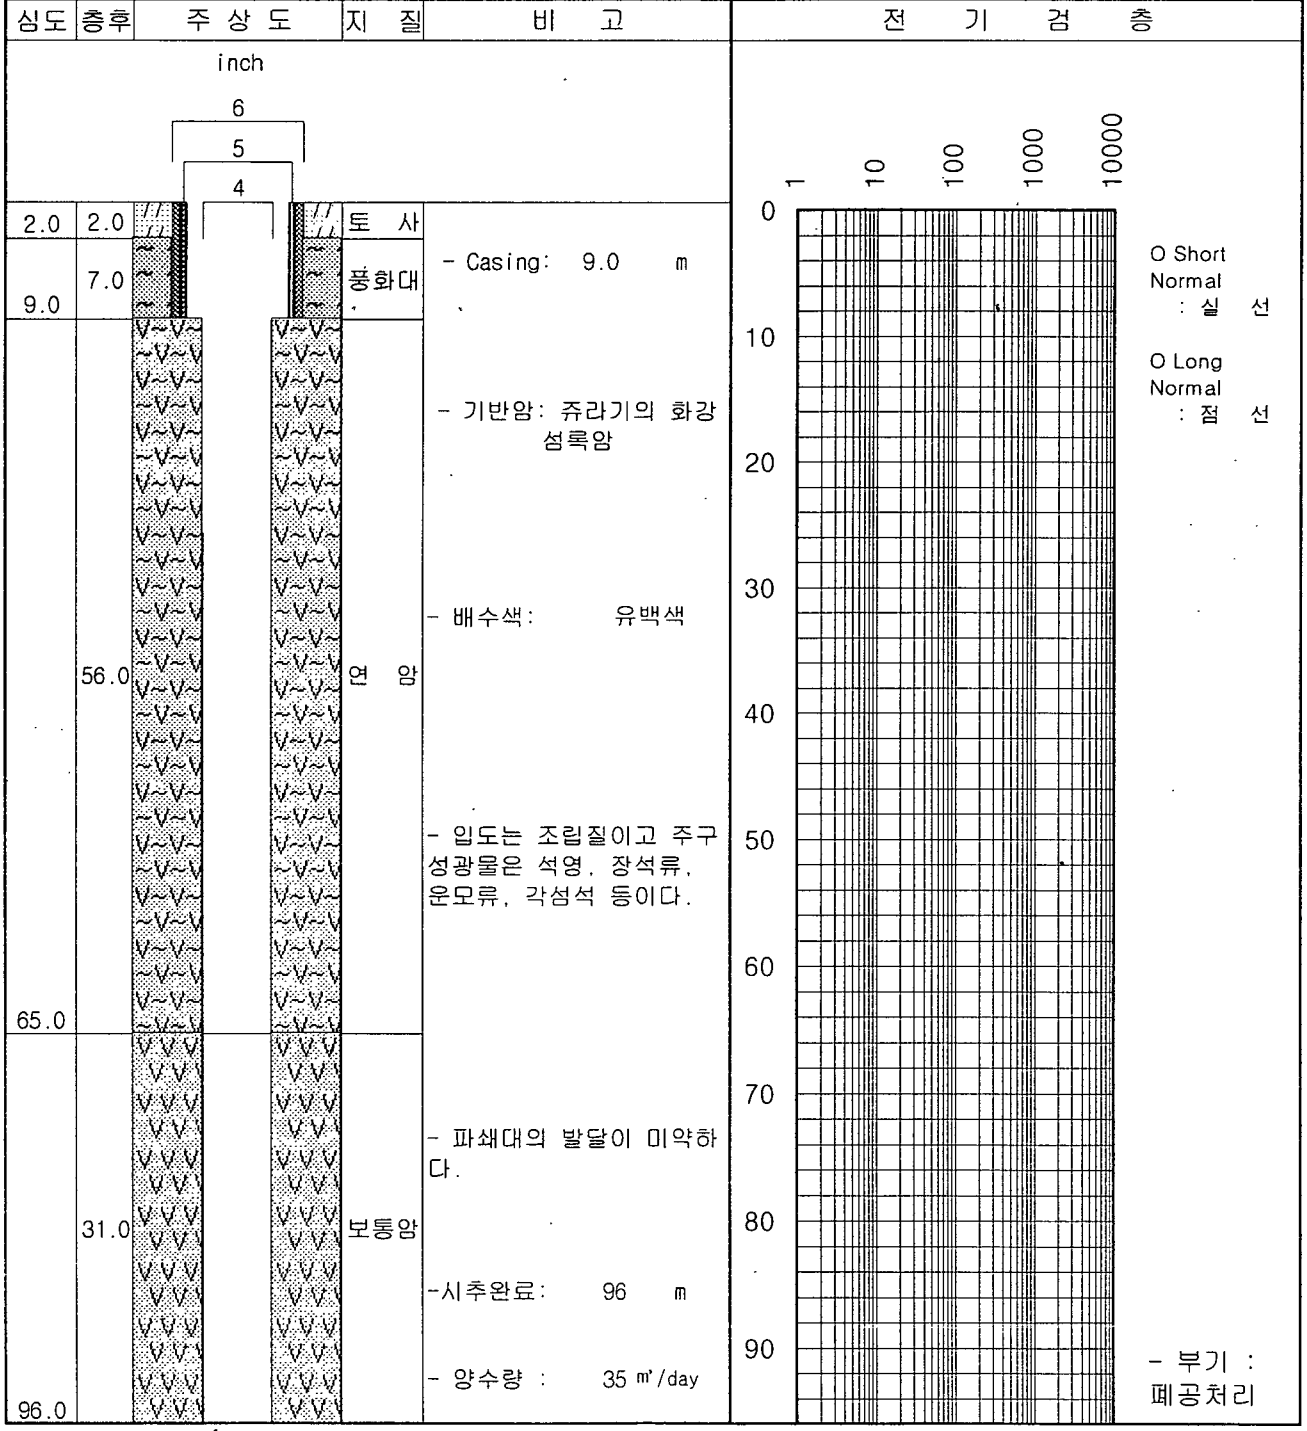 심도 층후 주 상 도 지 질 비 고 전 기 검 층
inch
6
5
4
2.0 2.0 토 사
7.0 풍화대
9.0
- Casing: 9.0 m
- 기반암: 쥬라기의 화강
섬록암
- 배수색: 유백색
56.0 연 암
- 입도는 조립질이고 주구
성광물은 석영, 장석류,
운모류, 각섬석 등이다.
65.0
- 파쇄대의 발달이 미약하
다.
31.0 보통암
-시추완료: 96 m
- 양수량 : 35 ㎥/day
96.0
1 10 100 1000 10000
0
10
20
30
40
50
60
70
80
90
O Short
Normal
: 실 선
O Long
Normal
: 점 선
- 부기 :
폐공처리